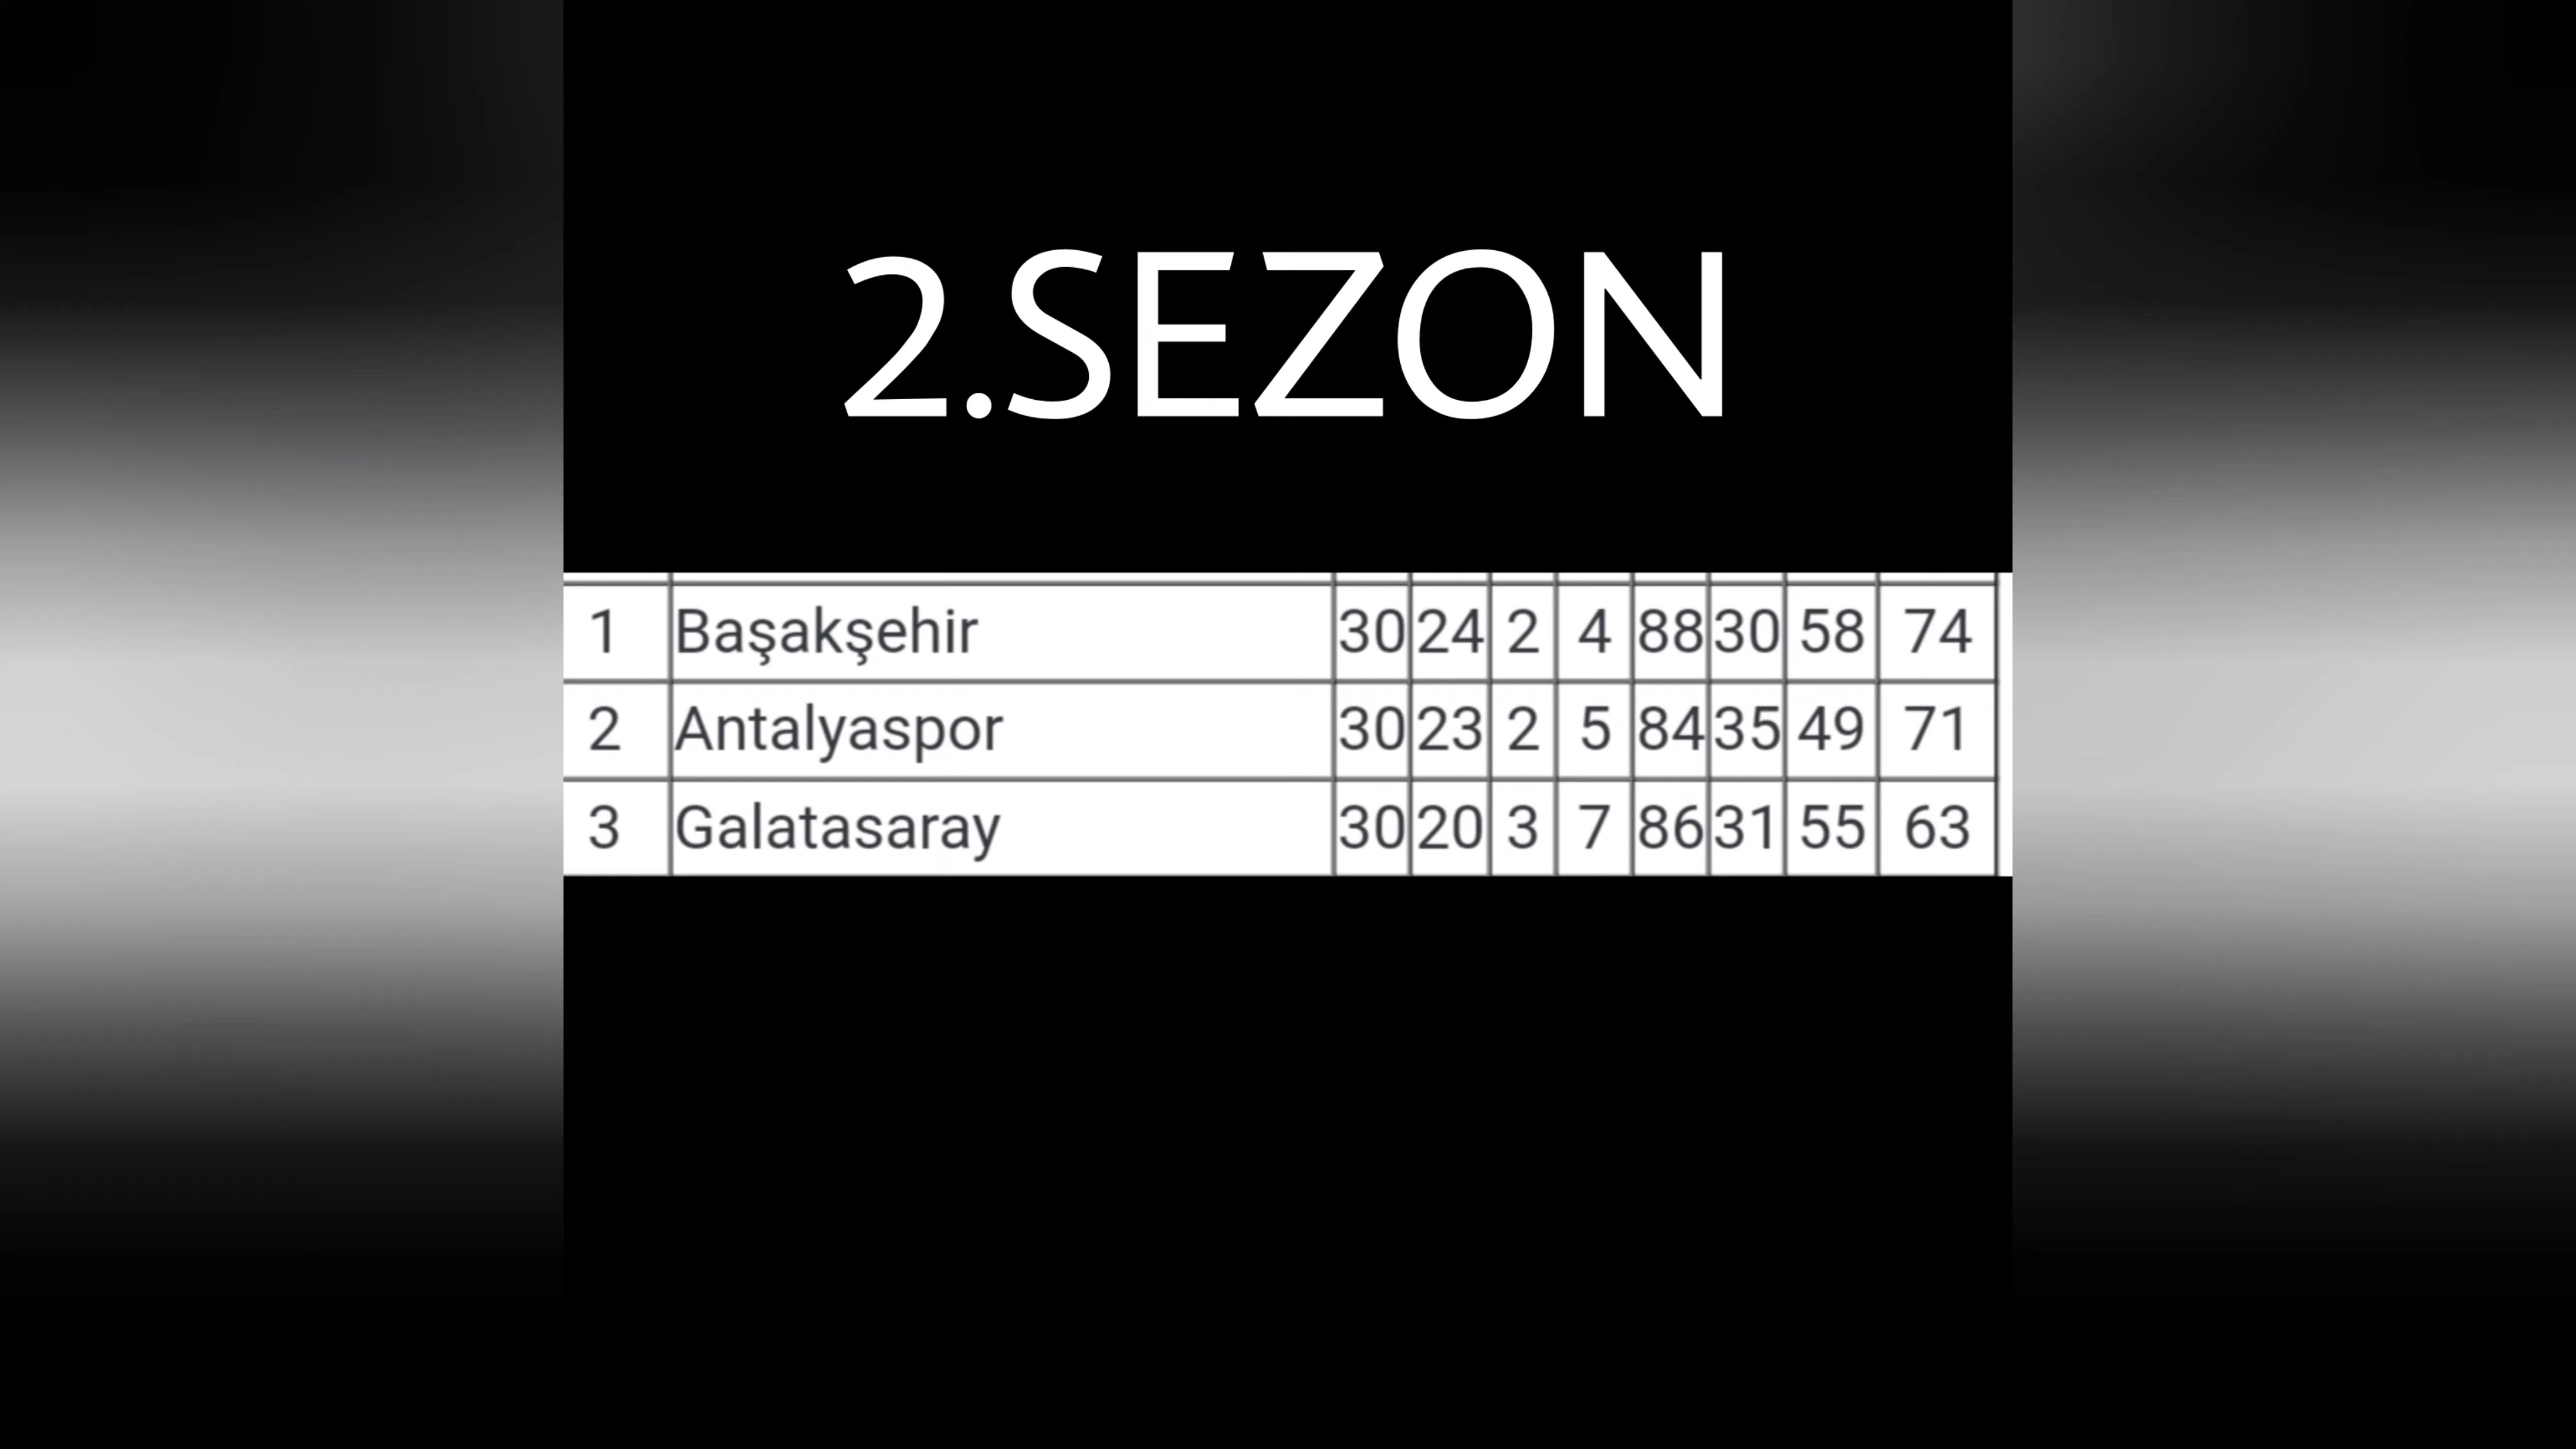 2.SEZON
1 Başakşehir 30 24 2 4 88 30 58 74
2 Antalyaspor 30 23 2 5 84 35 49 71
3 Galatasaray 30 20 3 7 86 31 55 63